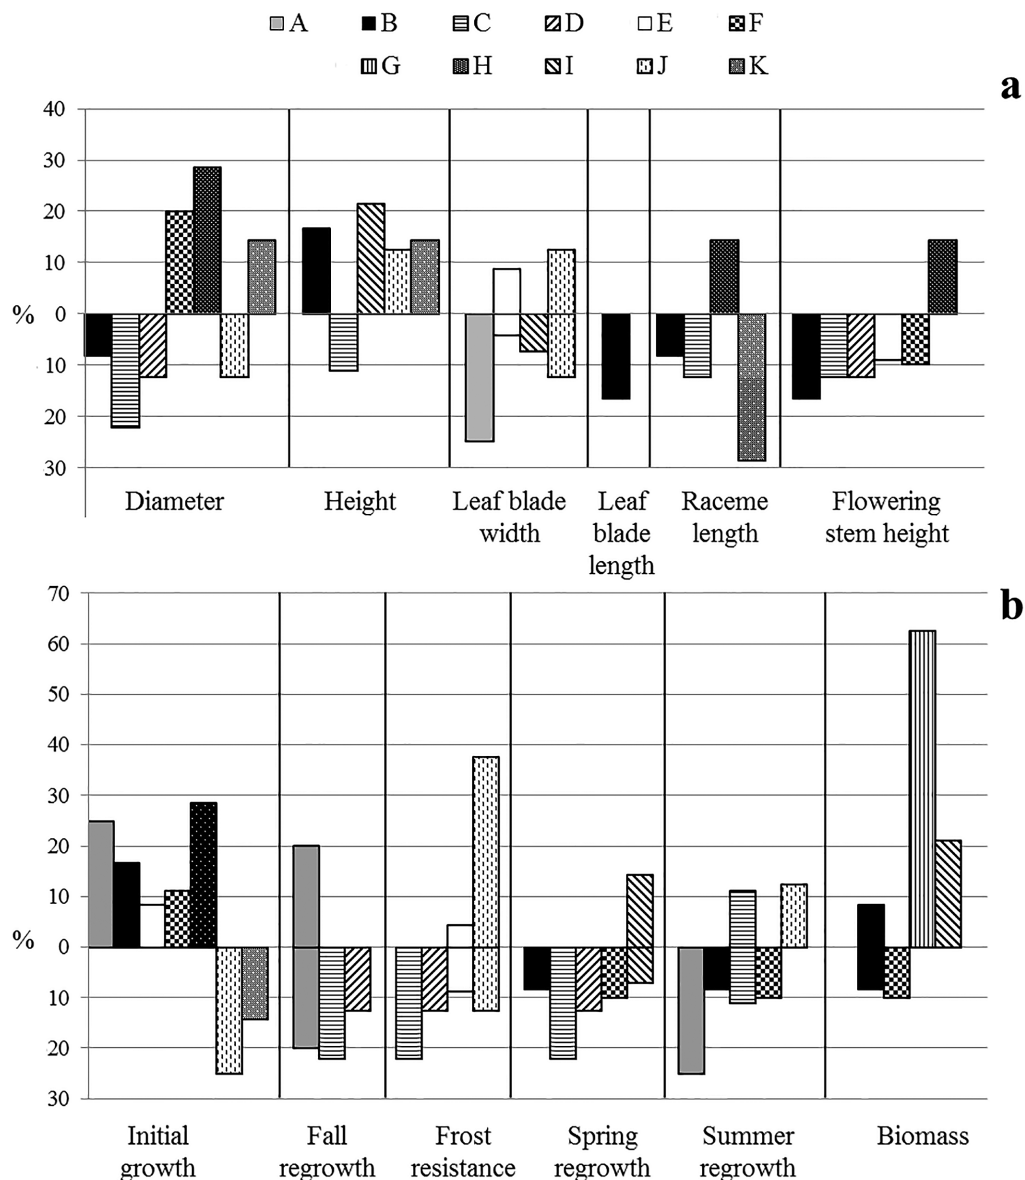 A B C D E F
G H I J K
a
40
30
20
10
% 0
10
20
30
Diameter Height Leaf blade Leaf Raceme Flowering
width blade length stem height
length
b
70
60
50
40
30
20
10
% 0
10
20
30
Initial Fall Frost Spring Summer Biomass
growth regrowth resistance regrowth regrowth